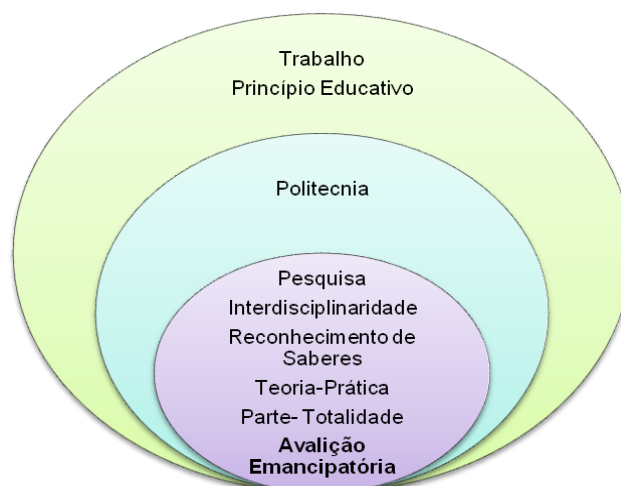 Trabalho
Princípio Educativo
Politecnia
Pesquisa
Interdisciplinaridade
Reconhecimento de
Saberes
Teoria-Prática
Parte- Totalidade
Avalição
Emancipatória